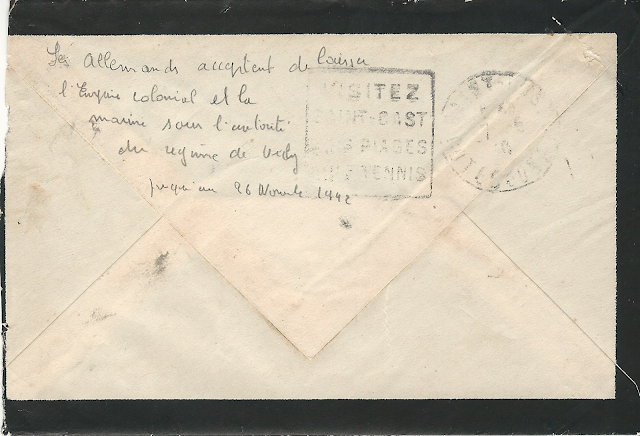 Les Allemands acceptent de laisser
l'Empire colonial et la
marine sous l'autorité
du régime de Vichy
jusqu'au 26 Novembre 1942
VISITEZ
SAINT-CAST
SES PLAGES
TENNIS